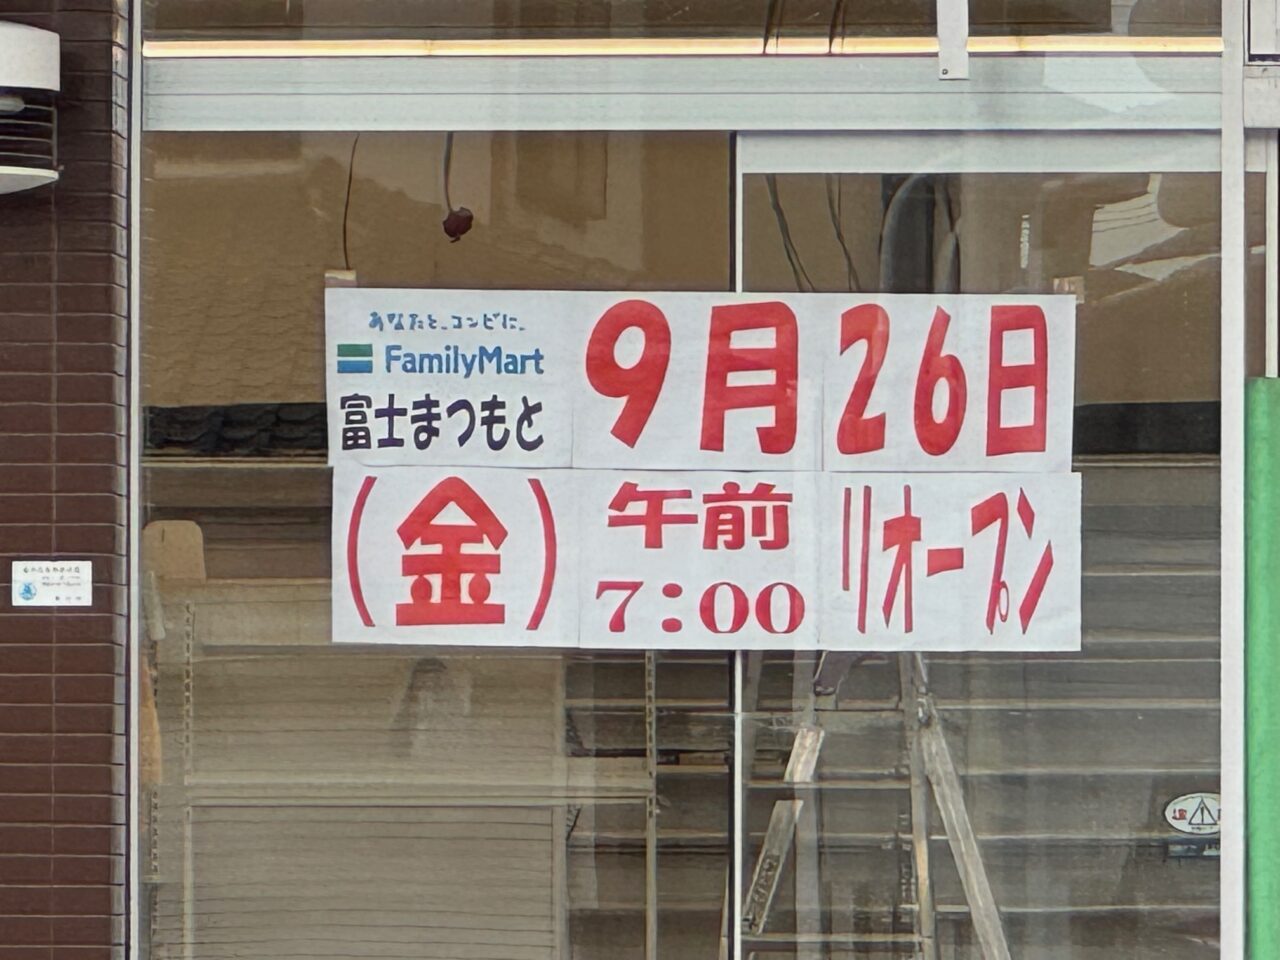 あなたと、コンビに、
FamilyMart
富士まつもと
9月26日
(金)
午前
7:00
リオープン